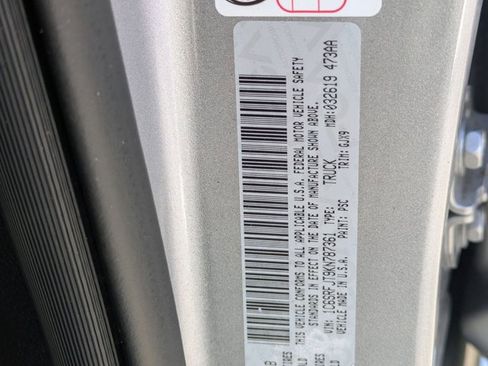 THIS VEHICLE CONFORMS TO ALL APPLICABLE U.S.A. FEDERAL MOTOR VEHICLE SAFETY
STANDARDS IN EFFECT ON THE DATE OF MANUFACTURE SHOWN ABOVE.
VIN: 1C6SRFJT9KN787361 TYPE: TRUCK MDH:032619 473AA
PAINT: PSC TRIM: GJX9
VEHICLE MADE IN U.S.A.